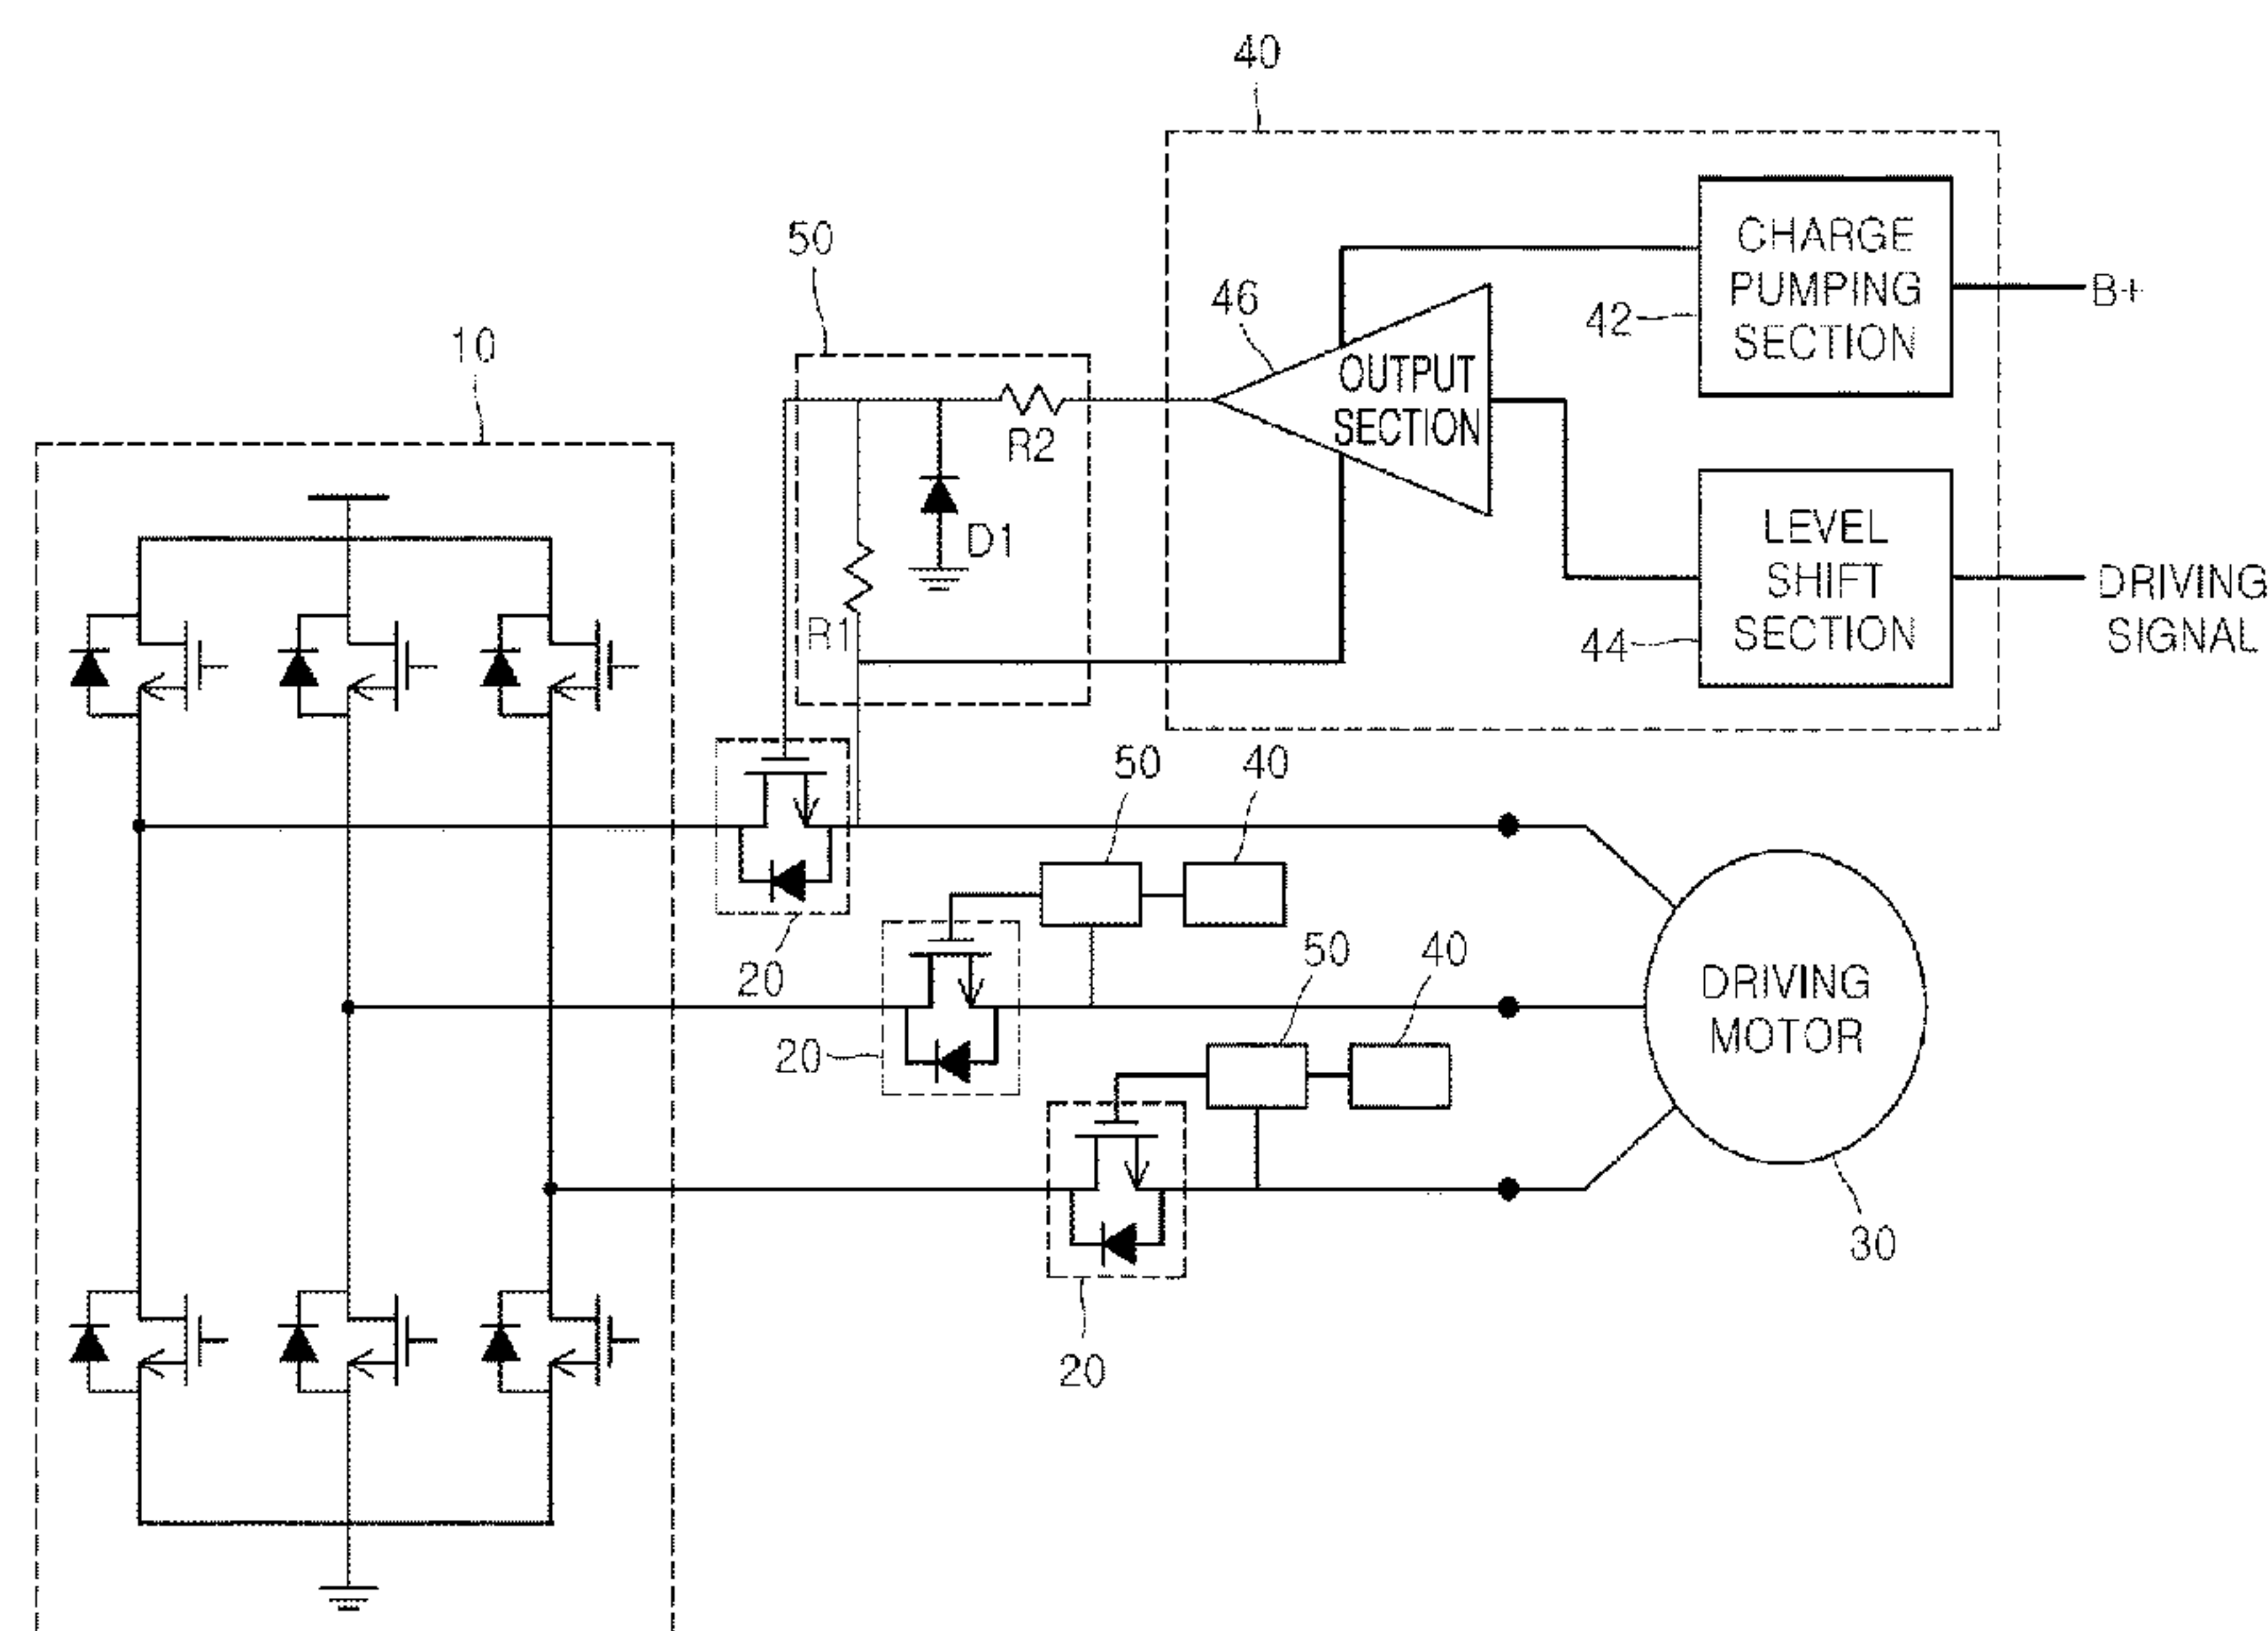 40
50
CHARGE
PUMPING
SECTION
42
B+
46
OUTPUT
SECTION
10
R2
D1
R1
LEVEL
SHIFT
SECTION
44
DRIVING
SIGNAL
50
40
20
50
40
20
DRIVING
MOTOR
30
20